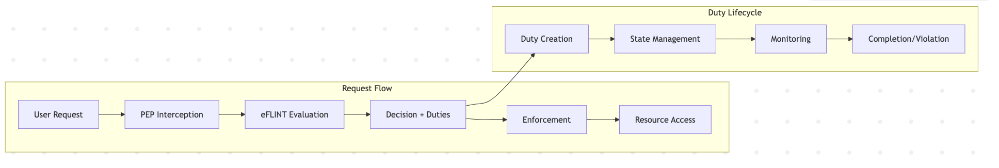 Duty Lifecycle
Duty Creation
State Management
Monitoring
Completion/Violation
Request Flow
User Request
PEP Interception
eFLINT Evaluation
Decision + Duties
Enforcement
Resource Access